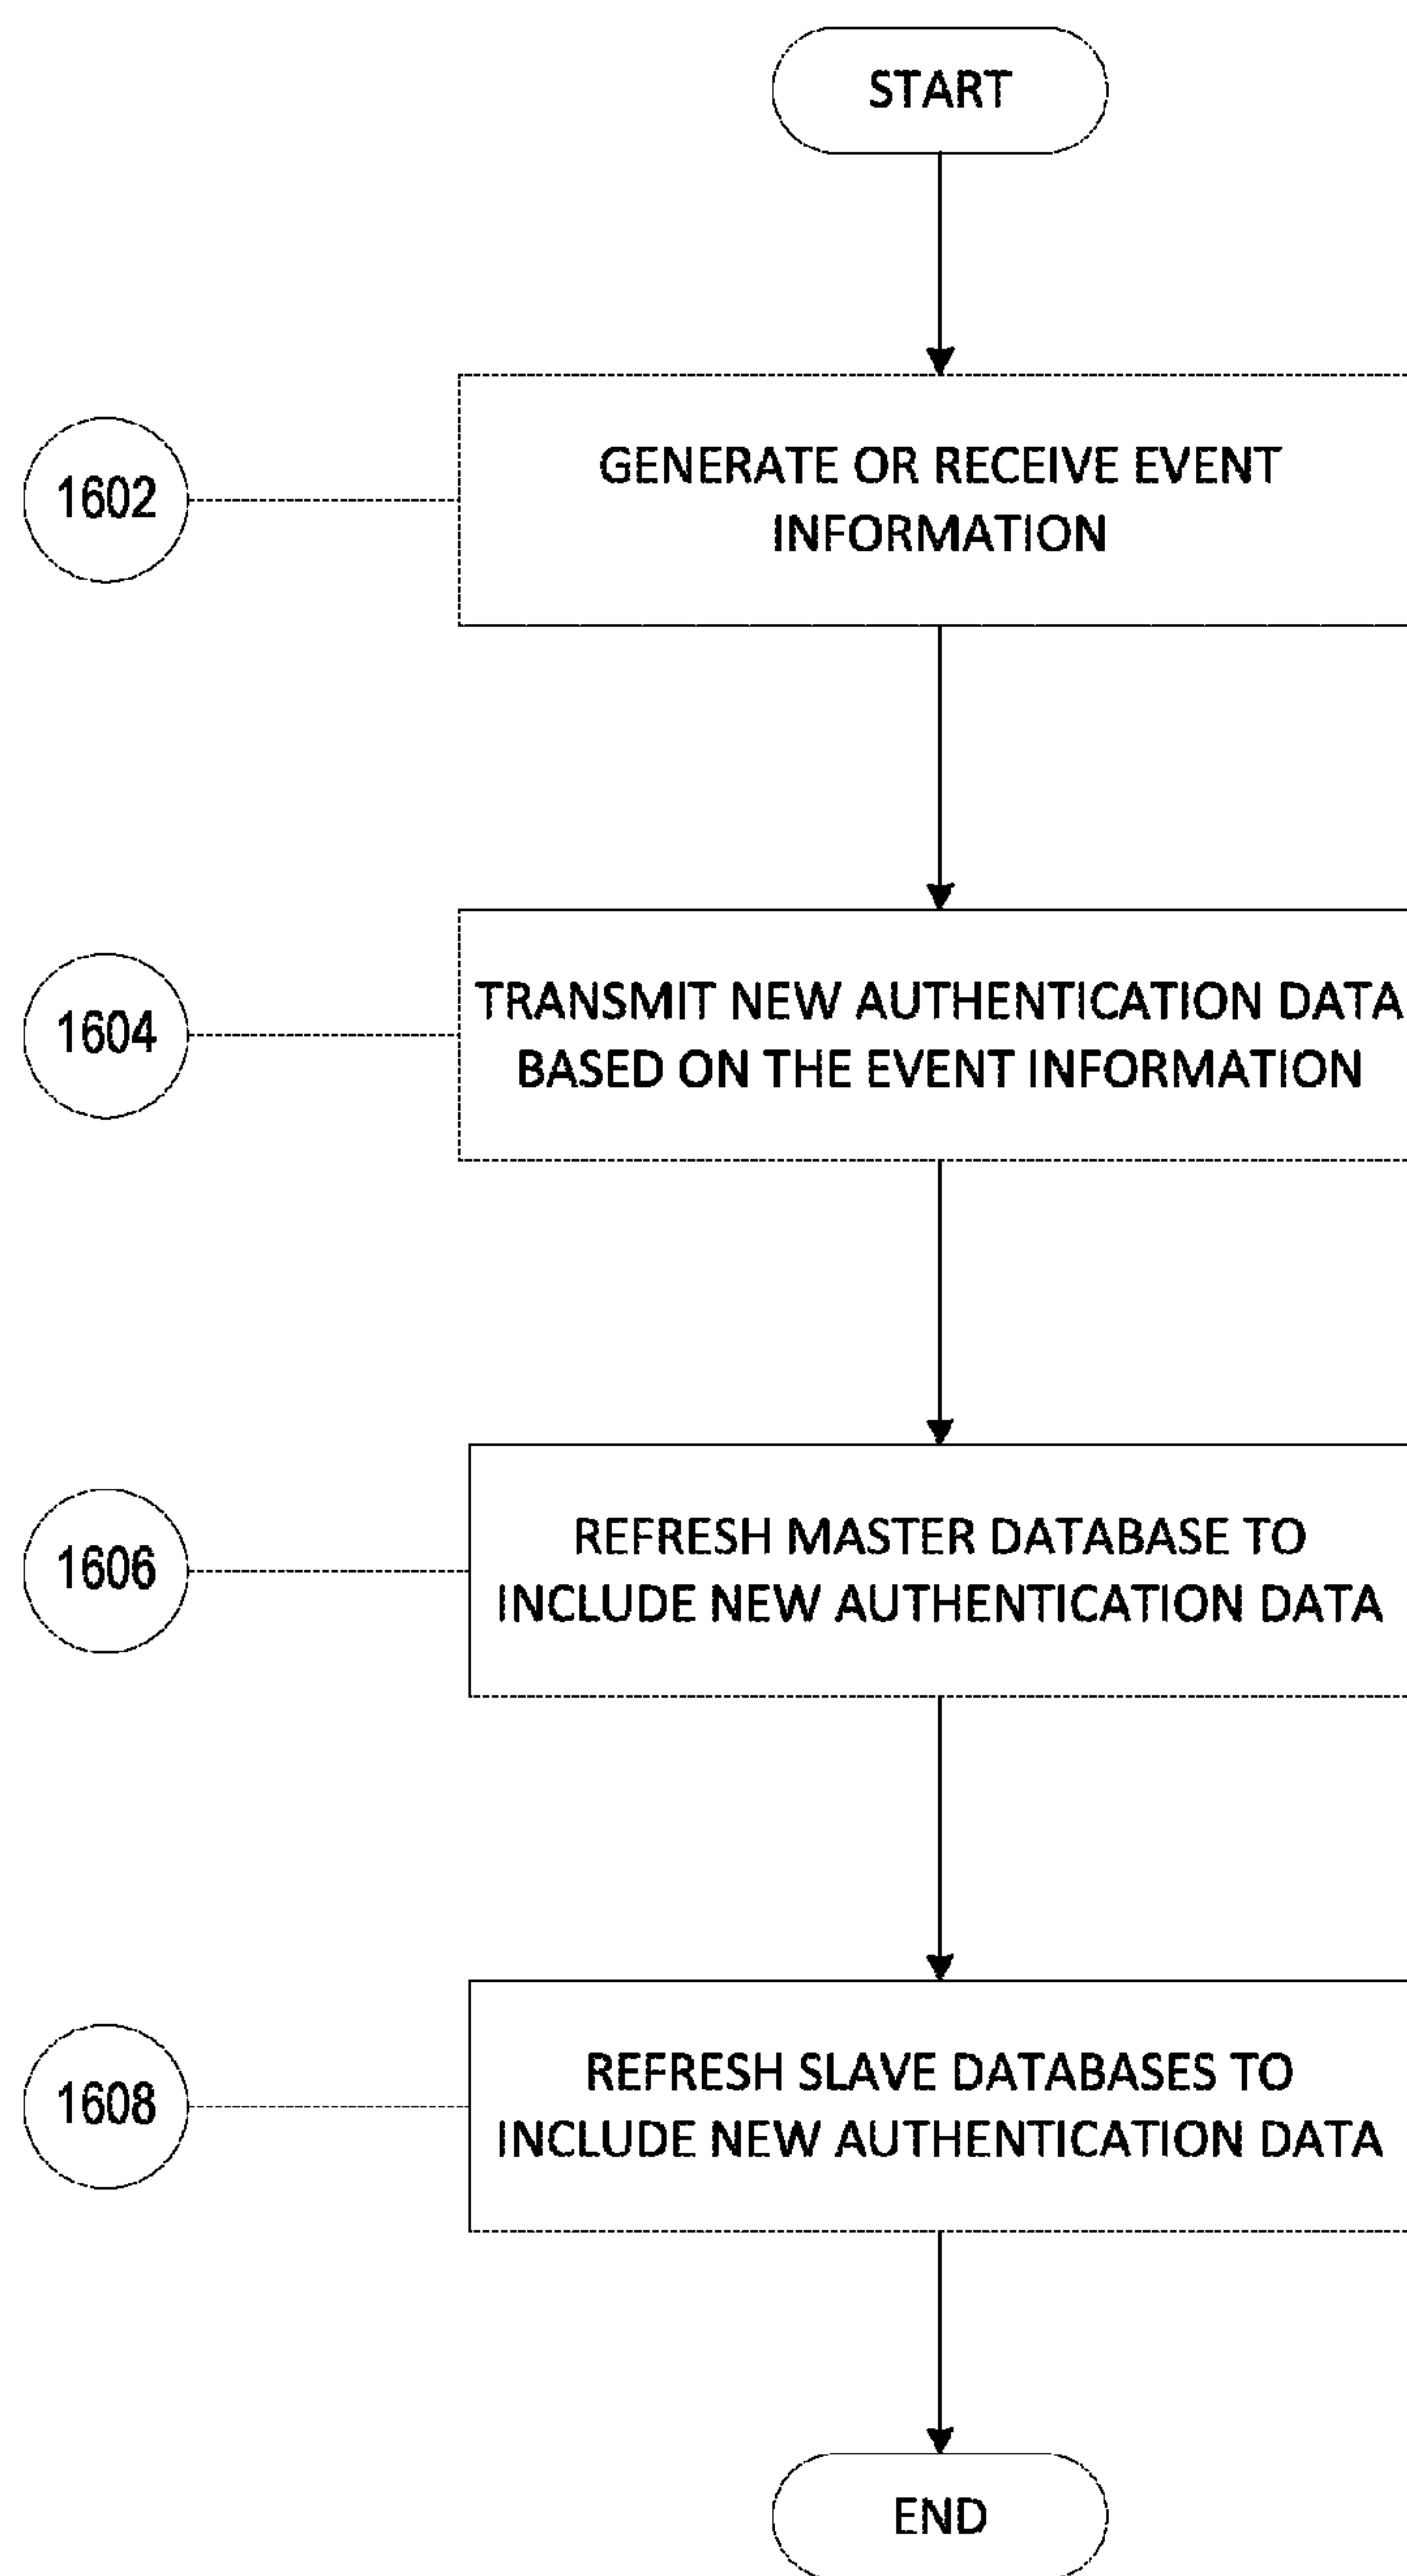 START
1602
GENERATE OR RECEIVE EVENT
INFORMATION
1604
TRANSMIT NEW AUTHENTICATION DATA
BASED ON THE EVENT INFORMATION
1606
REFRESH MASTER DATABASE TO
INCLUDE NEW AUTHENTICATION DATA
1608
REFRESH SLAVE DATABASES TO
INCLUDE NEW AUTHENTICATION DATA
END